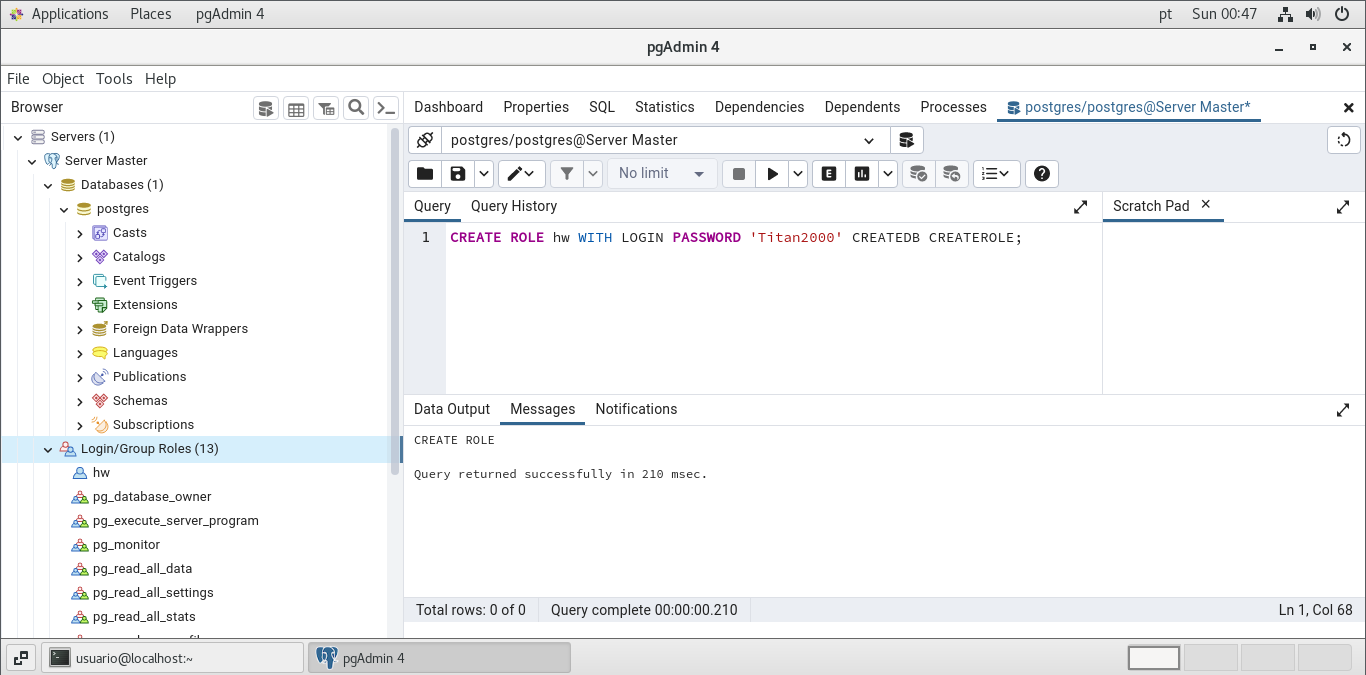 Applications Places pgAdmin 4 pt Sun 00:47
pgAdmin 4
File Object Tools Help
Browser
Dashboard Properties SQL Statistics Dependencies Dependents Processes postgres/postgres@Server Master*
Servers (1)
Server Master
Databases (1)
postgres
Casts
Catalogs
Event Triggers
Extensions
Foreign Data Wrappers
Languages
Publications
Schemas
Subscriptions
Login/Group Roles (13)
hw
pg_database_owner
pg_execute_server_program
pg_monitor
pg_read_all_data
pg_read_all_settings
pg_read_all_stats
postgres/postgres@Server Master
No limit
E
Query Query History
Scratch Pad
1 CREATE ROLE hw WITH LOGIN PASSWORD 'Titan2000' CREATEDB CREATEROLE;
Data Output Messages Notifications
CREATE ROLE
Query returned successfully in 210 msec.
Total rows: 0 of 0 Query complete 00:00:00.210 Ln 1, Col 68
usuario@localhost:~ pgAdmin 4